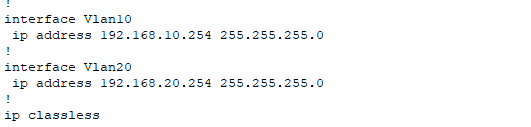 !
interface Vlan10
 ip address 192.168.10.254 255.255.255.0
!
interface Vlan20
 ip address 192.168.20.254 255.255.255.0
!
ip classless